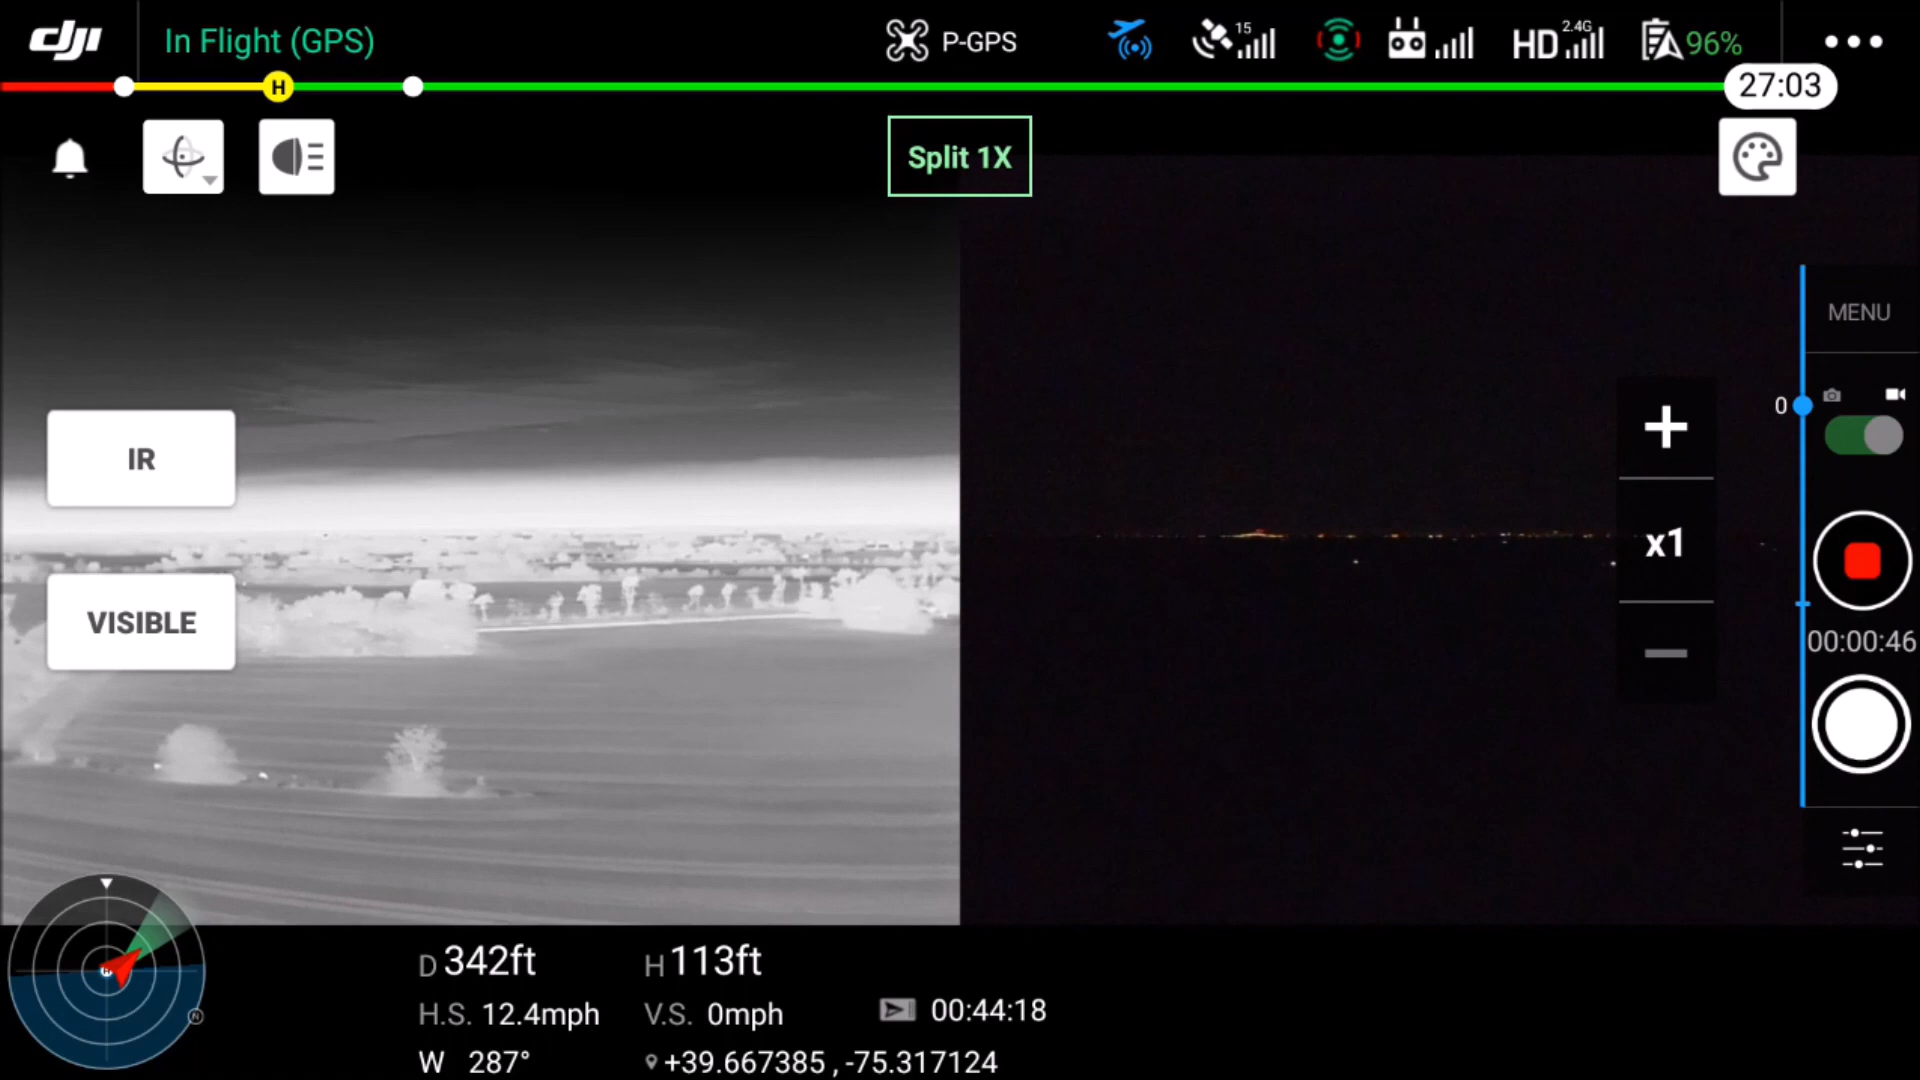 dji
In Flight (GPS)
P-GPS
15
HD 2.4G
96%
H
27:03
Split 1X
MENU
0
IR
x1
VISIBLE
00:00:46
H
N
D 342ft
H 113ft
H.S. 12.4mph
V.S. 0mph
00:44:18
W 287°
+39.667385 , -75.317124